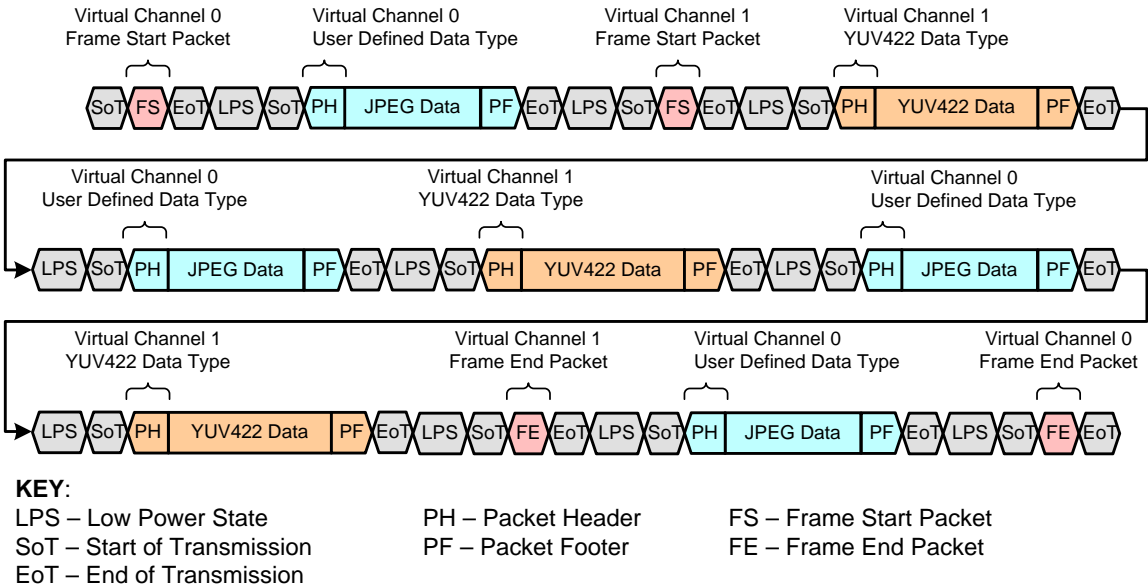 Virtual Channel 0
Frame Start Packet
Virtual Channel 0
User Defined Data Type
Virtual Channel 1
Frame Start Packet
Virtual Channel 1
YUV422 Data Type
SoT FS EoT LPS SoT PH JPEG Data PF EoT LPS SoT FS EoT LPS SoT PH YUV422 Data PF EoT
Virtual Channel 0
User Defined Data Type
Virtual Channel 1
YUV422 Data Type
Virtual Channel 0
User Defined Data Type
LPS SoT PH JPEG Data PF EoT LPS SoT PH YUV422 Data PF EoT LPS SoT PH JPEG Data PF EoT
Virtual Channel 1
YUV422 Data Type
Virtual Channel 1
Frame End Packet
Virtual Channel 0
User Defined Data Type
Virtual Channel 0
Frame End Packet
LPS SoT PH YUV422 Data PF EoT LPS SoT FE EoT LPS SoT PH JPEG Data PF EoT LPS SoT FE EoT
KEY:
LPS – Low Power State
SoT – Start of Transmission
EoT – End of Transmission
PH – Packet Header
PF – Packet Footer
FS – Frame Start Packet
FE – Frame End Packet